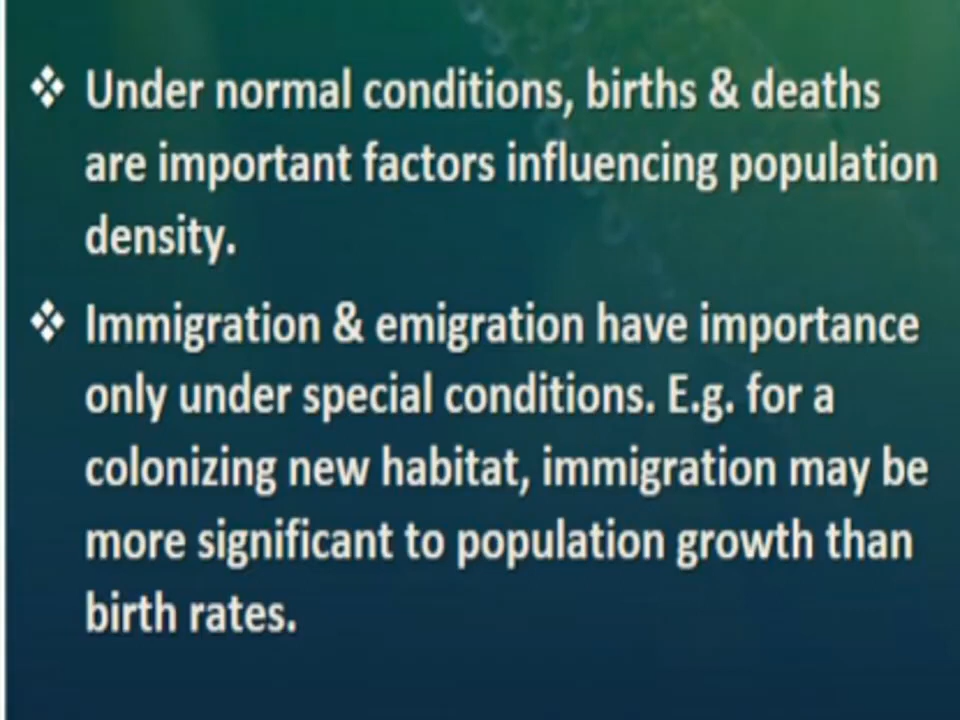 ❖ Under normal conditions, births & deaths
are important factors influencing population
density.
❖ Immigration & emigration have importance
only under special conditions. E.g. for a
colonizing new habitat, immigration may be
more significant to population growth than
birth rates.